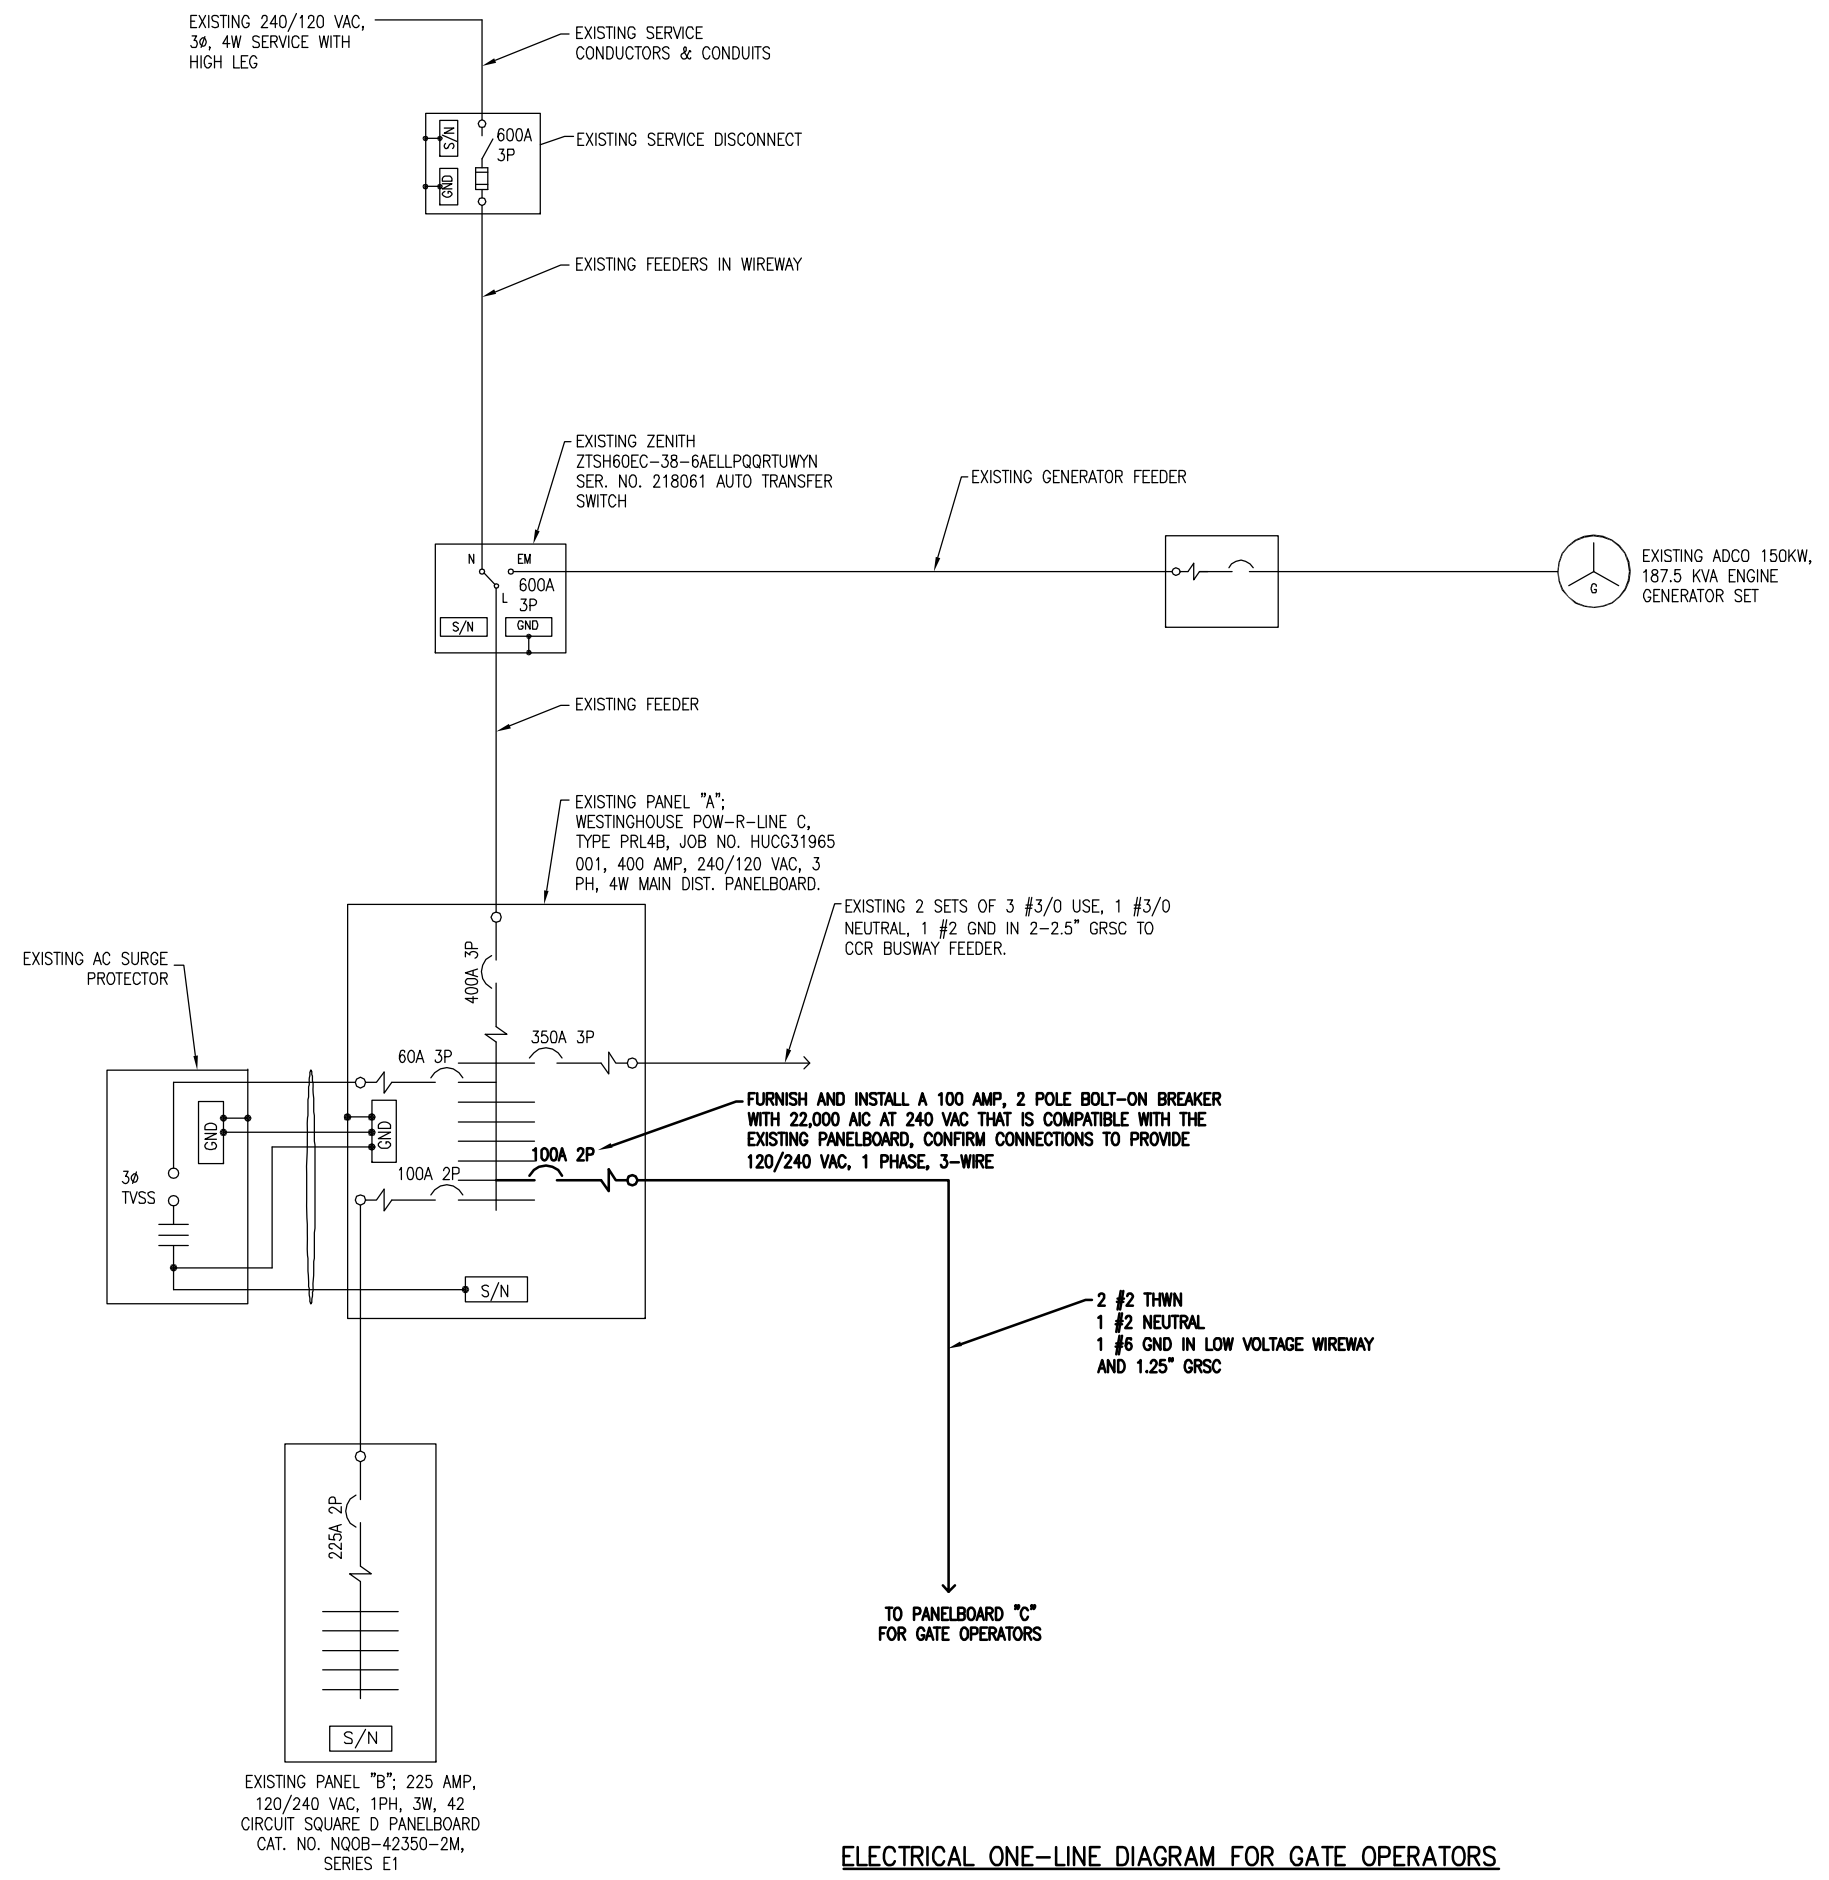 EXISTING 240/120 VAC,
3ø, 4W SERVICE WITH
HIGH LEG
EXISTING SERVICE
CONDUCTORS & CONDUITS
S/N
GND
600A
3P
EXISTING SERVICE DISCONNECT
EXISTING FEEDERS IN WIREWAY
EXISTING ZENITH
ZTSH60EC-38-6AELLPQQRTUWYN
SER. NO. 218061 AUTO TRANSFER
SWITCH
EXISTING GENERATOR FEEDER
N
EM
600A
L
3P
S/N
GND
G
EXISTING ADCO 150KW,
187.5 KVA ENGINE
GENERATOR SET
EXISTING FEEDER
EXISTING PANEL "A";
WESTINGHOUSE POW-R-LINE C,
TYPE PRL4B, JOB NO. HUCG31965
001, 400 AMP, 240/120 VAC, 3
PH, 4W MAIN DIST. PANELBOARD.
EXISTING 2 SETS OF 3 #3/0 USE, 1 #3/0
NEUTRAL, 1 #2 GND IN 2-2.5" GRSC TO
CCR BUSWAY FEEDER.
EXISTING AC SURGE
PROTECTOR
400A 3P
350A 3P
60A 3P
GND
GND
3ø
TVSS
100A 2P
100A 2P
S/N
FURNISH AND INSTALL A 100 AMP, 2 POLE BOLT-ON BREAKER
WITH 22,000 AIC AT 240 VAC THAT IS COMPATIBLE WITH THE
EXISTING PANELBOARD, CONFIRM CONNECTIONS TO PROVIDE
120/240 VAC, 1 PHASE, 3-WIRE
2 #2 THWN
1 #2 NEUTRAL
1 #6 GND IN LOW VOLTAGE WIREWAY
AND 1.25" GRSC
225A 2P
S/N
TO PANELBOARD "C"
FOR GATE OPERATORS
EXISTING PANEL "B"; 225 AMP,
120/240 VAC, 1PH, 3W, 42
CIRCUIT SQUARE D PANELBOARD
CAT. NO. NQOB-42350-2M,
SERIES E1
ELECTRICAL ONE-LINE DIAGRAM FOR GATE OPERATORS